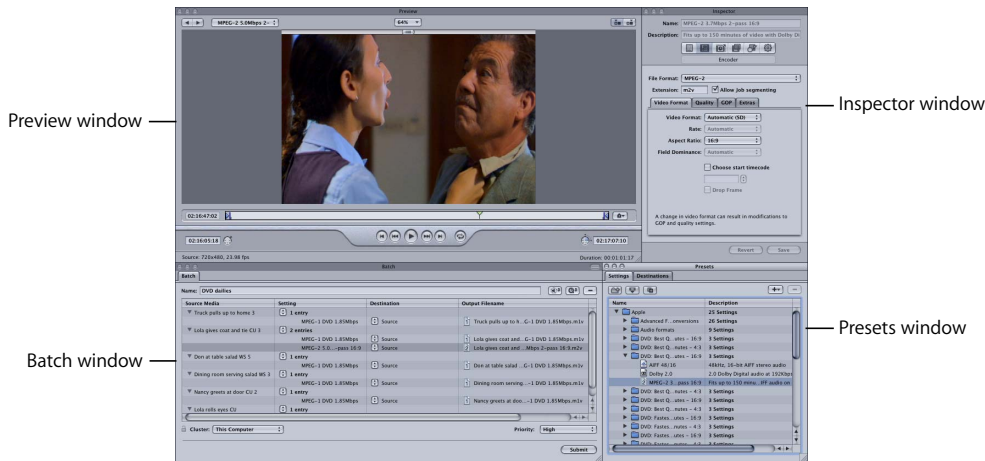 Preview
MPEG-2 5.0Mbps 2-
64%
02:16:47:02
02:16:05:18
02:17:07:10
Source: 720x480, 23.98 fps
Duration: 00:01:01:17
Inspector
Name: MPEG-2 3.7Mbps 2-pass 16:9
Description: Fits up to 150 minutes of video with Dolby Di
Encoder
File Format: MPEG-2
Extension: m2v
Allow Job segmenting
Video Format
Quality
GOP
Extras
Video Format: Automatic (SD)
Rate: Automatic
Aspect Ratio: 16:9
Field Dominance: Automatic
Choose start timecode
Drop Frame
A change in video format can result in modifications to
GOP and quality settings.
Revert
Save
Preview window
Inspector window
Batch
Batch
Name: DVD dailies
Source Media
Setting
Destination
Output Filename
Truck pulls up to home 3
1 entry
MPEG-1 DVD 1.85Mbps
Source
Truck pulls up to h...G-1 DVD 1.85Mbps.m1v
Lola gives coat and tie CU 3
2 entries
MPEG-1 DVD 1.85Mbps
Source
Lola gives coat and...G-1 DVD 1.85Mbps.m1v
MPEG-2 5.0...-pass 16:9
Source
Lola gives coat and ...Mbps 2-pass 16:9.m2v
Den at table salad WS 5
1 entry
MPEG-1 DVD 1.85Mbps
Source
Den at table salad ...G-1 DVD 1.85Mbps.m1v
Dining room serving salad WS 3
1 entry
MPEG-1 DVD 1.85Mbps
Source
Dining room serving...-1 DVD 1.85Mbps.m1v
Nancy greets at door CU 2
1 entry
MPEG-1 DVD 1.85Mbps
Source
Nancy greets at doo...-1 DVD 1.85Mbps.m1v
Lola rolls eyes CU
1 entry
Cluster: This Computer
Priority: High
Submit
Batch window
Presets
Settings
Destinations
Name
Description
Apple
25 Settings
Advanced F...onversions
26 Settings
Audio formats
9 Settings
DVD: Best Q...utes - 16:9
3 Settings
DVD: Best Q...nutes - 4:3
3 Settings
DVD: Best Q...utes - 16:9
3 Settings
AIFF 48/16
48kHz, 16-bit AIFF stereo audio
Dolby 2.0
2.0 Dolby Digital audio at 192Kbps
MPEG-2 3...pass 16:9
Fits up to 150 minu...IFF audio on
DVD: Best Q...nutes - 4:3
3 Settings
DVD: Best Q...utes - 16:9
3 Settings
DVD: Best Q...nutes - 4:3
3 Settings
DVD: Fastes...utes - 16:9
3 Settings
DVD: Fastes...nutes - 4:3
3 Settings
DVD: Fastes...utes - 16:9
3 Settings
3 Settings
Presets window